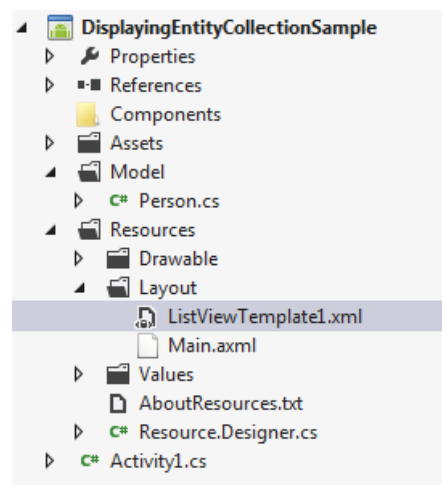 DisplayingEntityCollectionSample
Properties
References
Components
Assets
Model
C# Person.cs
Resources
Drawable
Layout
ListViewTemplate1.xml
Main.axml
Values
AboutResources.txt
C# Resource.Designer.cs
C# Activity1.cs